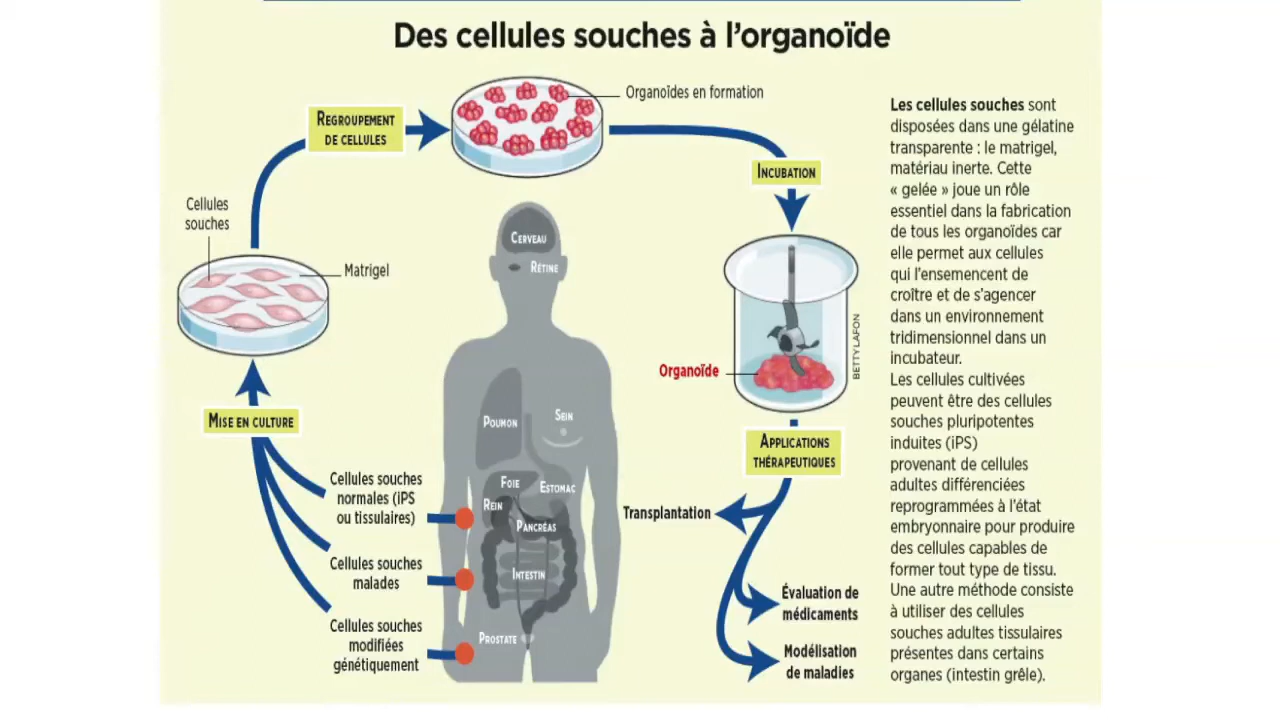 Des cellules souches à l'organoïde
Organoïdes en formation
REGROUPEMENT
DE CELLULES
INCUBATION
Cellules
souches
Matrigel
CERVEAU
RÉTINE
Organoïde
BETTY LAFON
MISE EN CULTURE
POUMON
SEIN
APPLICATIONS
THÉRAPEUTIQUES
FOIE
ESTOMAC
REIN
PANCRÉAS
INTESTIN
PROSTATE
Cellules souches
normales (iPS
ou tissulaires)
Cellules souches
malades
Cellules souches
modifiées
génétiquement
Transplantation
Évaluation de
médicaments
Modélisation
de maladies
Les cellules souches sont
disposées dans une gélatine
transparente : le matrigel,
matériau inerte. Cette
« gelée » joue un rôle
essentiel dans la fabrication
de tous les organoïdes car
elle permet aux cellules
qui l'ensemencent de
croître et de s'agencer
dans un environnement
tridimensionnel dans un
incubateur.
Les cellules cultivées
peuvent être des cellules
souches pluripotentes
induites (iPS)
provenant de cellules
adultes différenciées
reprogrammées à l'état
embryonnaire pour produire
des cellules capables de
former tout type de tissu.
Une autre méthode consiste
à utiliser des cellules
souches adultes tissulaires
présentes dans certains
organes (intestin grêle).